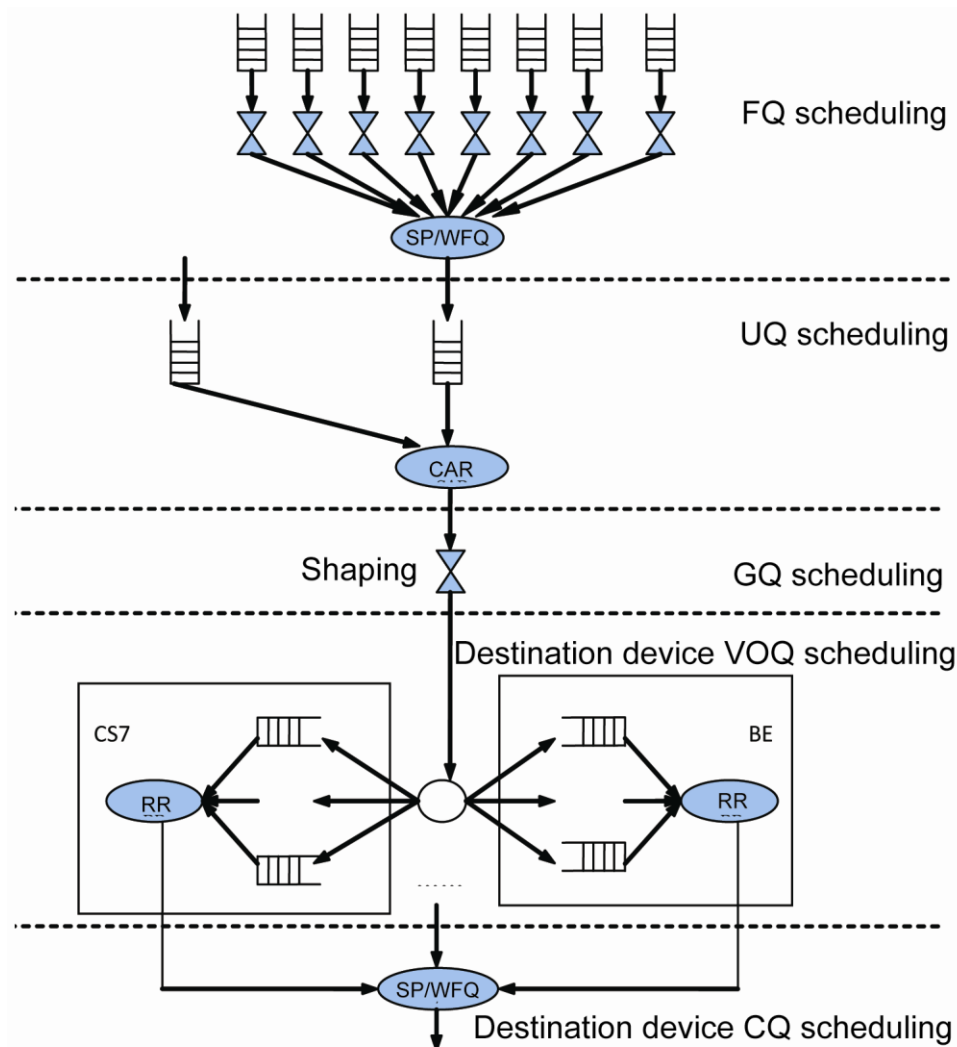 FQ scheduling
SP/WFQ
UQ scheduling
CAR
Shaping
GQ scheduling
Destination device VOQ scheduling
CS7
BE
RR
RR
......
SP/WFQ
Destination device CQ scheduling